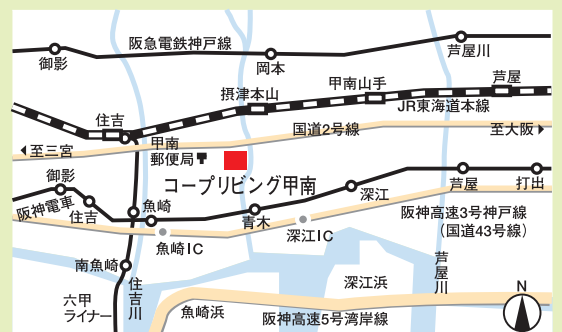 阪急電鉄神戸線
芦屋川
御影
岡本
摂津本山
甲南山手
芦屋
JR東海道本線
住吉
国道2号線
至大阪
甲南
郵便局
至三宮
コープリビング甲南
御影
阪神電車
住吉
魚崎
青木
深江
芦屋
打出
阪神高速3号神戸線
(国道43号線)
魚崎IC
深江IC
南魚崎
住吉川
芦屋川
六甲
ライナー
魚崎浜
深江浜
阪神高速5号湾岸線
N